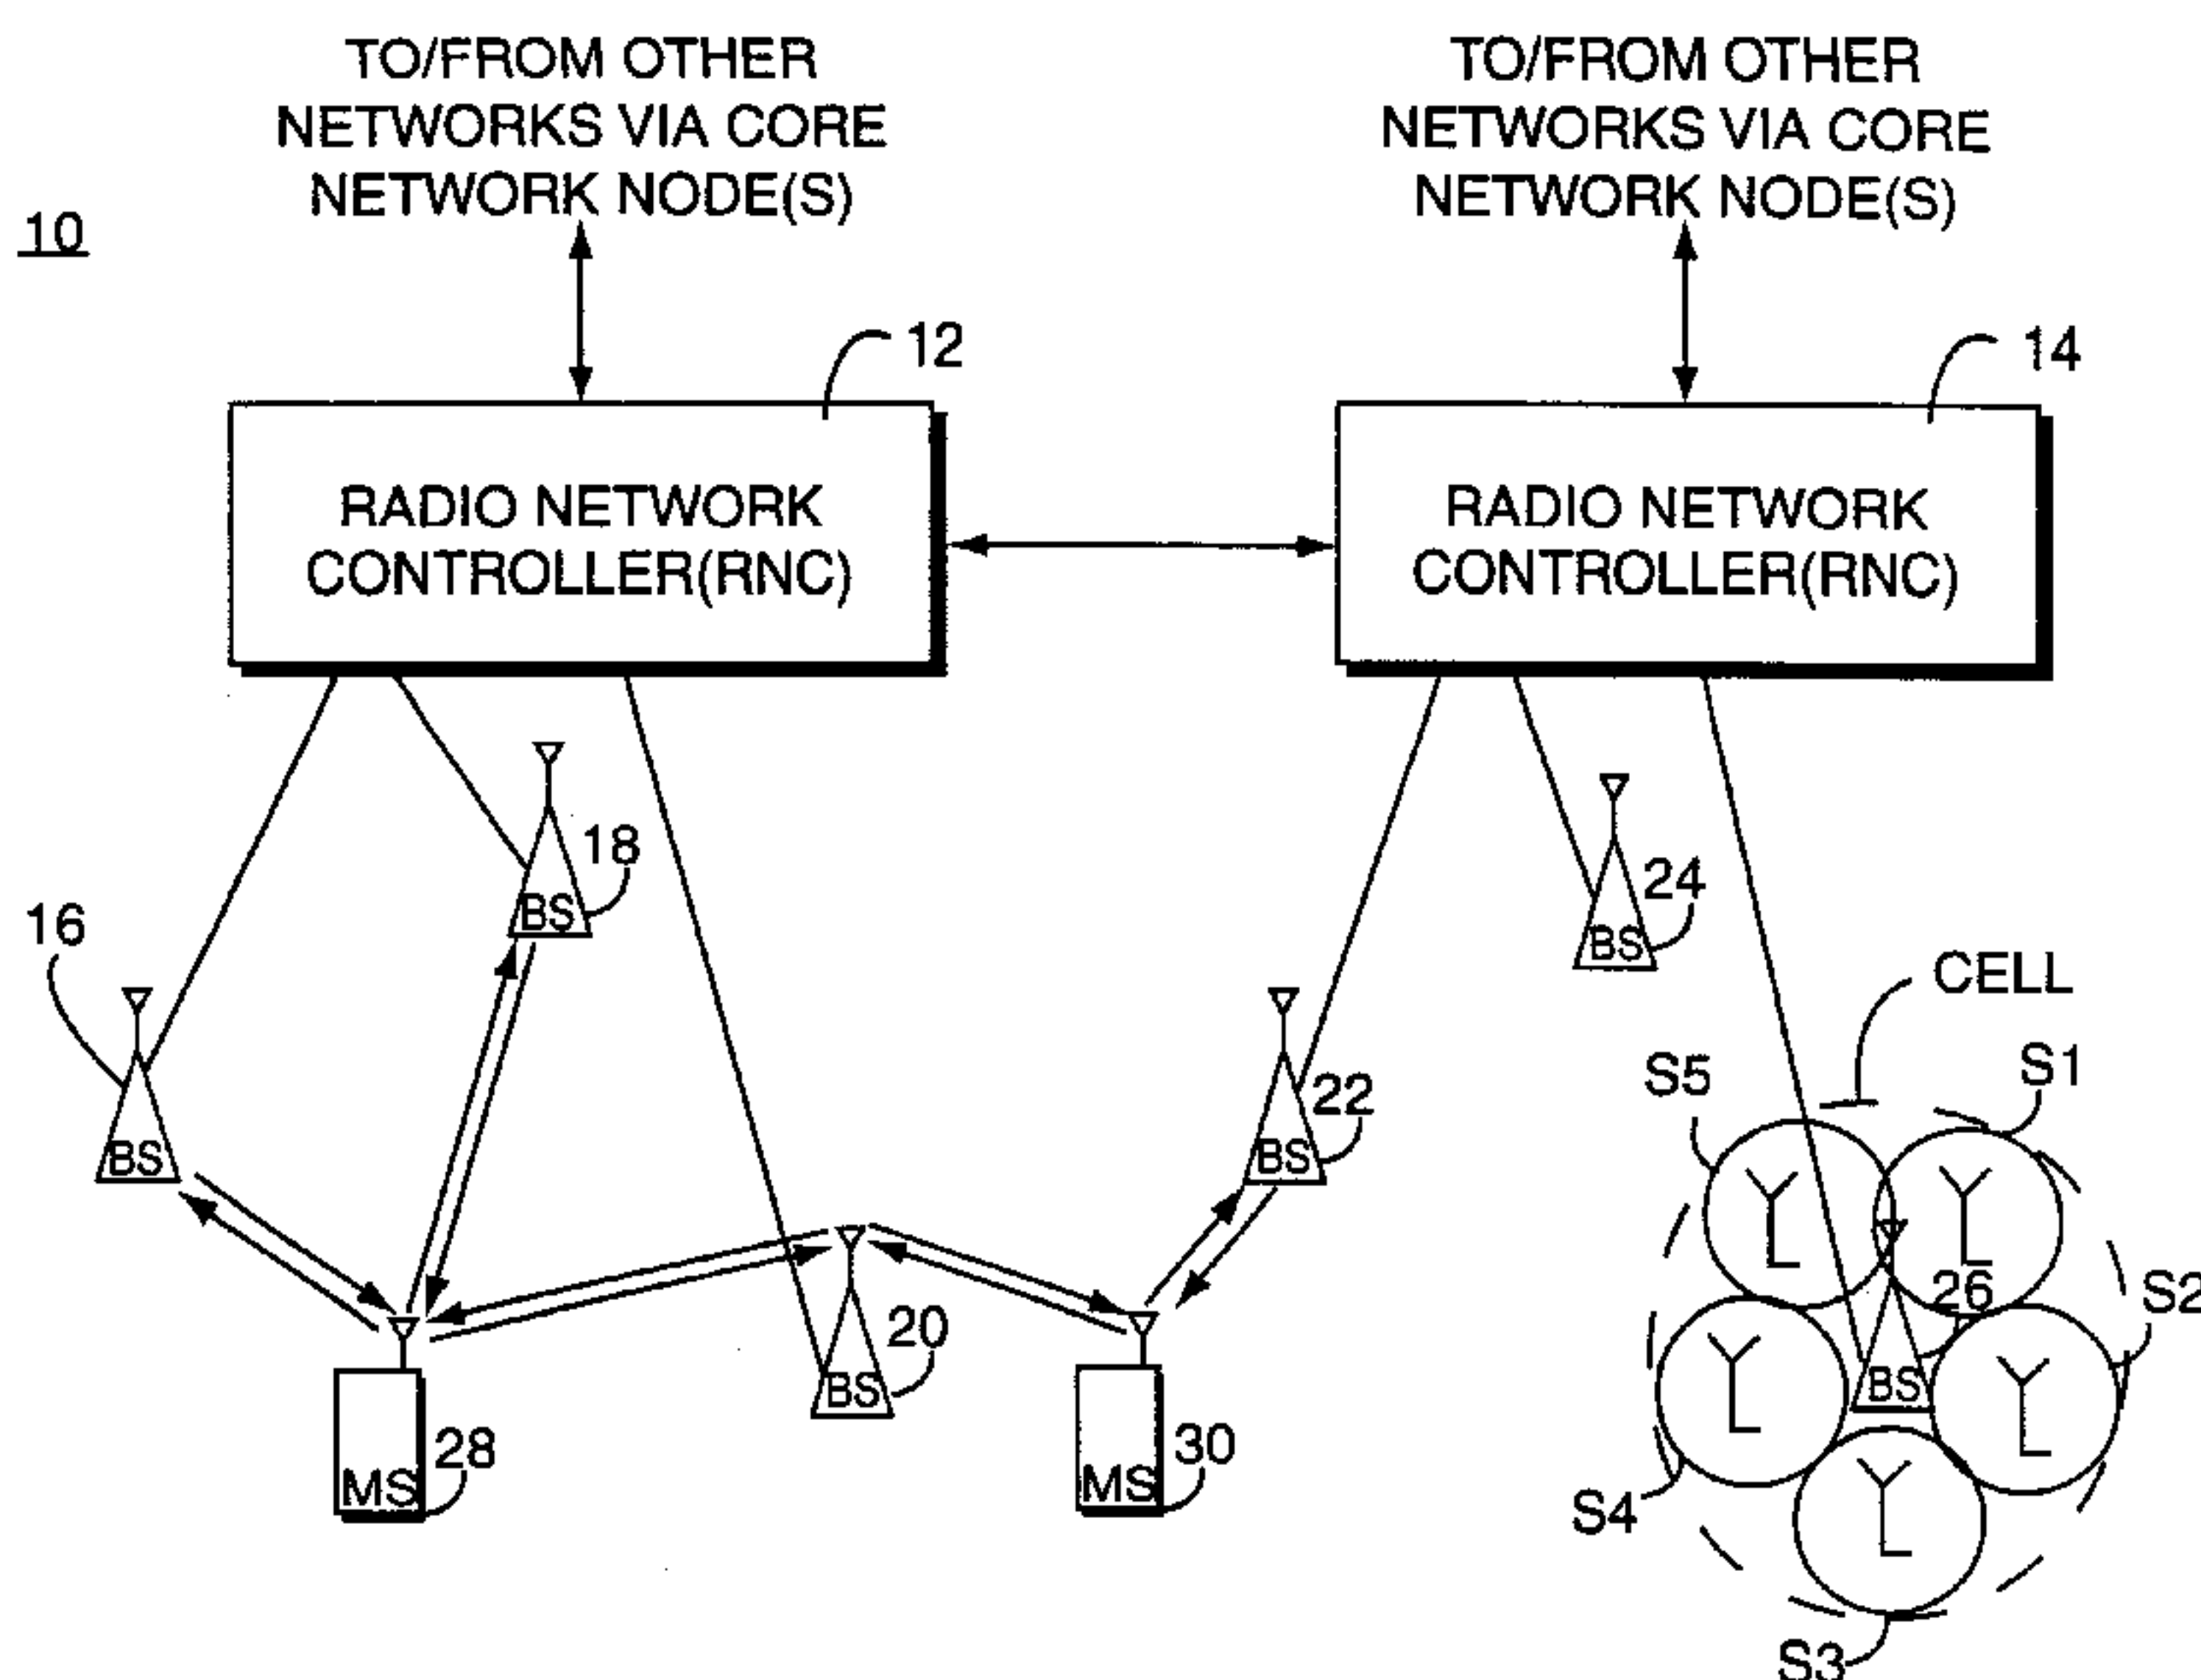 TO/FROM OTHER
NETWORKS VIA CORE
NETWORK NODE(S)
TO/FROM OTHER
NETWORKS VIA CORE
NETWORK NODE(S)
10
12
14
RADIO NETWORK
CONTROLLER(RNC)
RADIO NETWORK
CONTROLLER(RNC)
18
BS
24
BS
16
BS
CELL
S5
S1
22
BS
26
BS
S2
20
BS
28
MS
30
MS
S4
S3